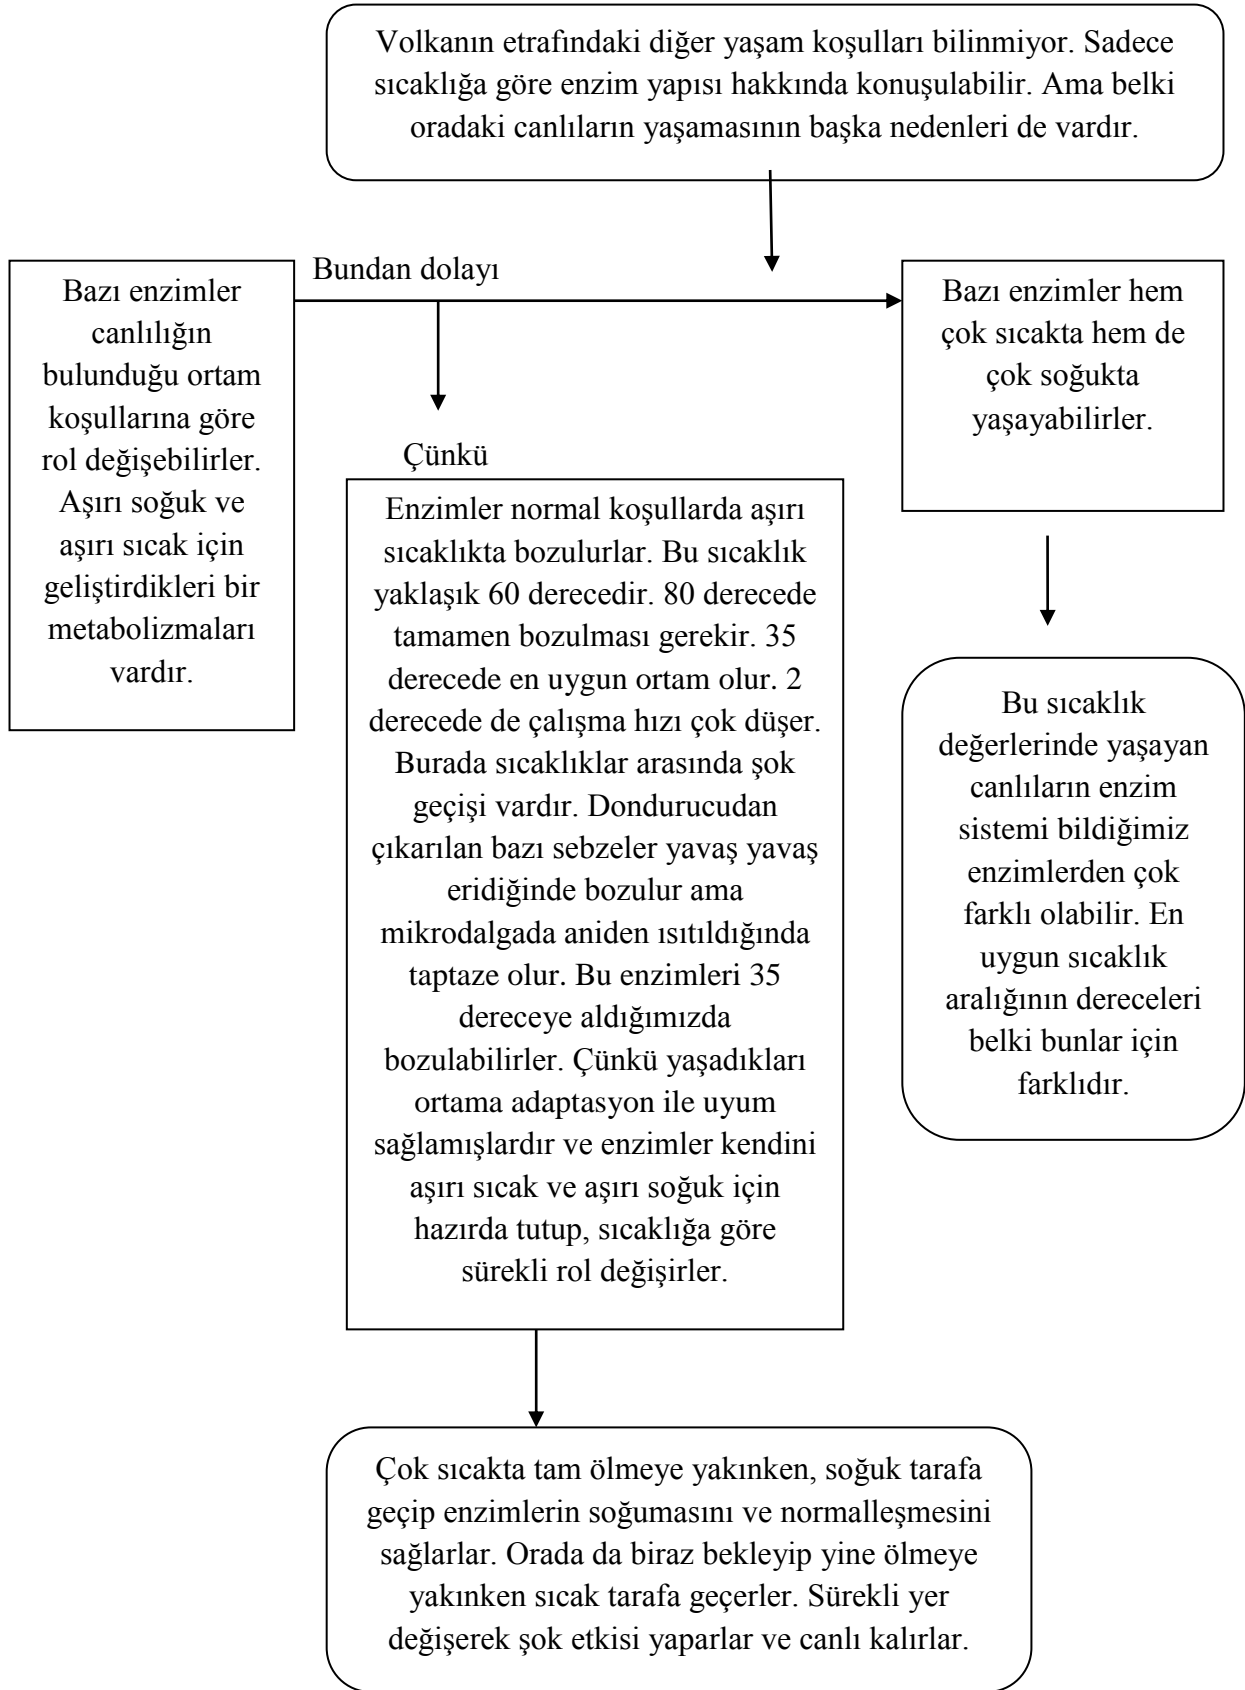 Volkanın etrafındaki diğer yaşam koşulları bilinmiyor. Sadece
sıcaklığa göre enzim yapısı hakkında konuşulabilir. Ama belki
oradaki canlıların yaşamasının başka nedenleri de vardır.
Bundan dolayı
Bazı enzimler
canlılığın
bulunduğu ortam
koşullarına göre
rol değişebilirler.
Aşırı soğuk ve
aşırı sıcak için
geliştirdikleri bir
metabolizmaları
vardır.
Bazı enzimler hem
çok sıcakta hem de
çok soğukta
yaşayabilirler.
Çünkü
Enzimler normal koşullarda aşırı
sıcaklıkta bozulurlar. Bu sıcaklık
yaklaşık 60 derecedir. 80 derecede
tamamen bozulması gerekir. 35
derecede en uygun ortam olur. 2
derecede de çalışma hızı çok düşer.
Burada sıcaklıklar arasında şok
geçişi vardır. Dondurucudan
çıkarılan bazı sebzeler yavaş yavaş
eridiğinde bozulur ama
mikrodalgada aniden ısıtıldığında
taptaze olur. Bu enzimleri 35
dereceye aldığımızda
bozulabilirler. Çünkü yaşadıkları
ortama adaptasyon ile uyum
sağlamışlardır ve enzimler kendini
aşırı sıcak ve aşırı soğuk için
hazırda tutup, sıcaklığa göre
sürekli rol değişirler.
Bu sıcaklık
değerlerinde yaşayan
canlıların enzim
sistemi bildiğimiz
enzimlerden çok
farklı olabilir. En
uygun sıcaklık
aralığının dereceleri
belki bunlar için
farklıdır.
Çok sıcakta tam ölmeye yakınken, soğuk tarafa
geçip enzimlerin soğumasını ve normalleşmesini
sağlarlar. Orada da biraz bekleyip yine ölmeye
yakınken sıcak tarafa geçerler. Sürekli yer
değişerek şok etkisi yaparlar ve canlı kalırlar.